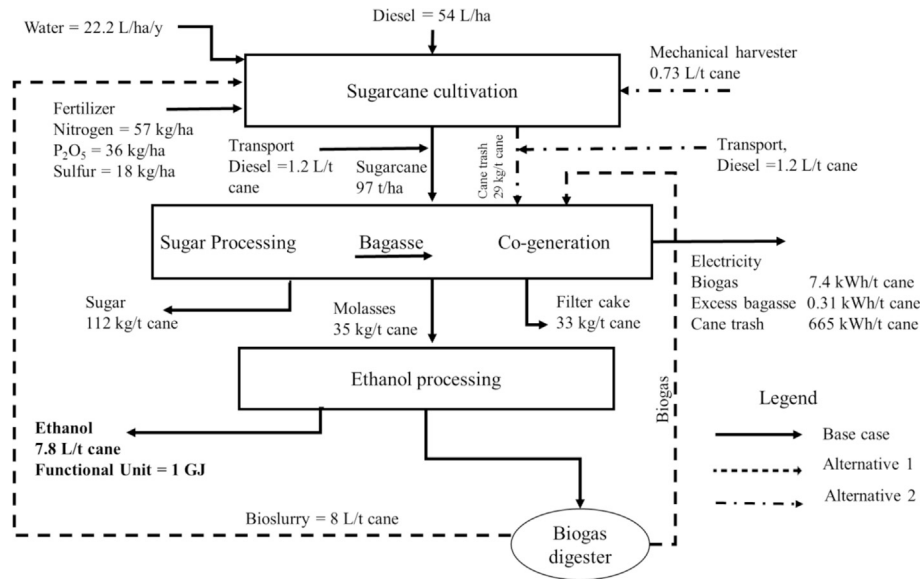 Diesel = 54 L/ha
Water = 22.2 L/ha/y
Mechanical harvester
0.73 L/t cane
Sugarcane cultivation
Fertilizer
Nitrogen = 57 kg/ha
P₂O₅ = 36 kg/ha
Sulfur = 18 kg/ha
Transport
Diesel =1.2 L/t
cane
Sugarcane
97 t/ha
Cane trash
29 kg/t cane
Transport,
Diesel =1.2 L/t cane
Sugar Processing
Bagasse
Co-generation
Electricity
Biogas 7.4 kWh/t cane
Excess bagasse 0.31 kWh/t cane
Cane trash 665 kWh/t cane
Sugar
112 kg/t cane
Molasses
35 kg/t cane
Filter cake
33 kg/t cane
Ethanol processing
Biogas
Ethanol
7.8 L/t cane
Functional Unit = 1 GJ
Legend
Base case
Alternative 1
Alternative 2
Bioslurry = 8 L/t cane
Biogas
digester